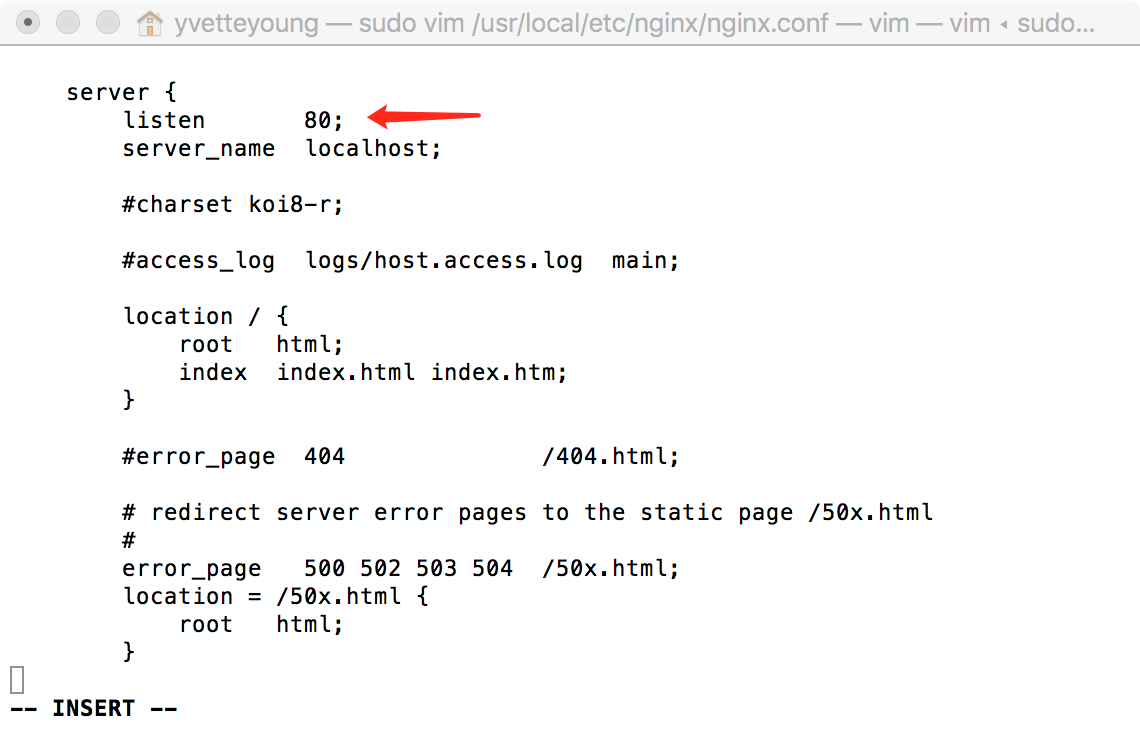 yvetteyoung — sudo vim /usr/local/etc/nginx/nginx.conf — vim — vim ◂ sudo...
server {
listen       80;
server_name  localhost;
#charset koi8-r;
#access_log  logs/host.access.log  main;
location / {
root   html;
index  index.html index.htm;
}
#error_page  404              /404.html;
# redirect server error pages to the static page /50x.html
#
error_page   500 502 503 504  /50x.html;
location = /50x.html {
root   html;
}
-- INSERT --